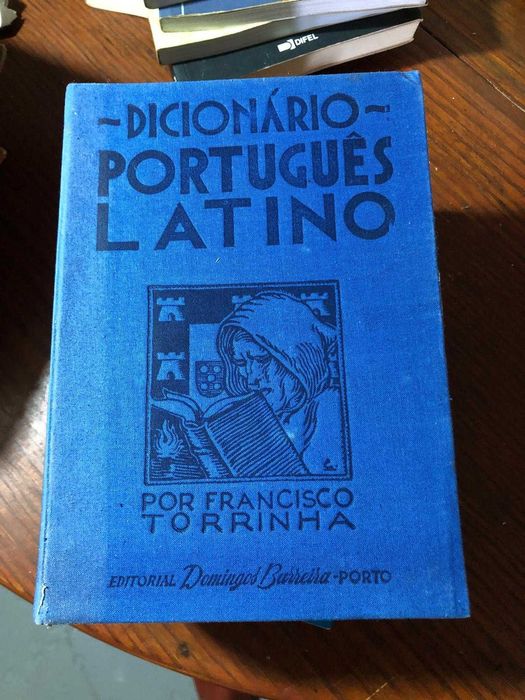 DIFEL
~DICIONÁRIO~
PORTUGUÊS
LATINO
POR FRANCISCO
TORRINHA
EDITORIAL Domingos Barreira-PORTO